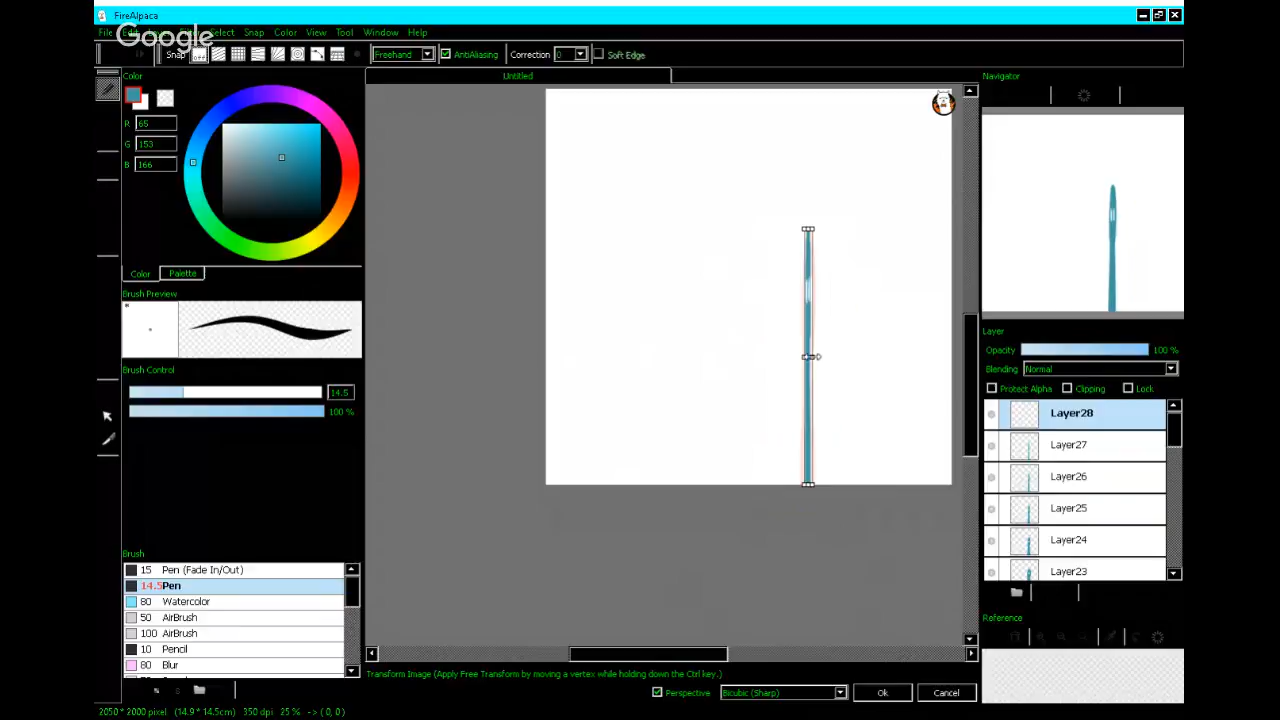 FireAlpaca
Google
File Edit Select Snap Color View Tool Window Help
Snap OFF Freehand AntiAliasing Correction 0 Soft Edge
Color
Untitled
Navigator
R 65
G 153
B 166
Color Palette
Brush Preview
Brush Control
14.5
100 %
Layer
Opacity 100 %
Blending Normal
Protect Alpha Clipping Lock
Layer28
Layer27
Layer26
Layer25
Layer24
Layer23
Brush
15 Pen (Fade In/Out)
14.5 Pen
80 Watercolor
50 AirBrush
100 AirBrush
10 Pencil
80 Blur
Reference
Transform Image (Apply Free Transform by moving a vertex while holding down the Ctrl key.)
Perspective Bicubic (Sharp) Ok Cancel
2050 * 2000 pixel (14.9 * 14.5cm) 350 dpi 25 % -> ( 0, 0 )